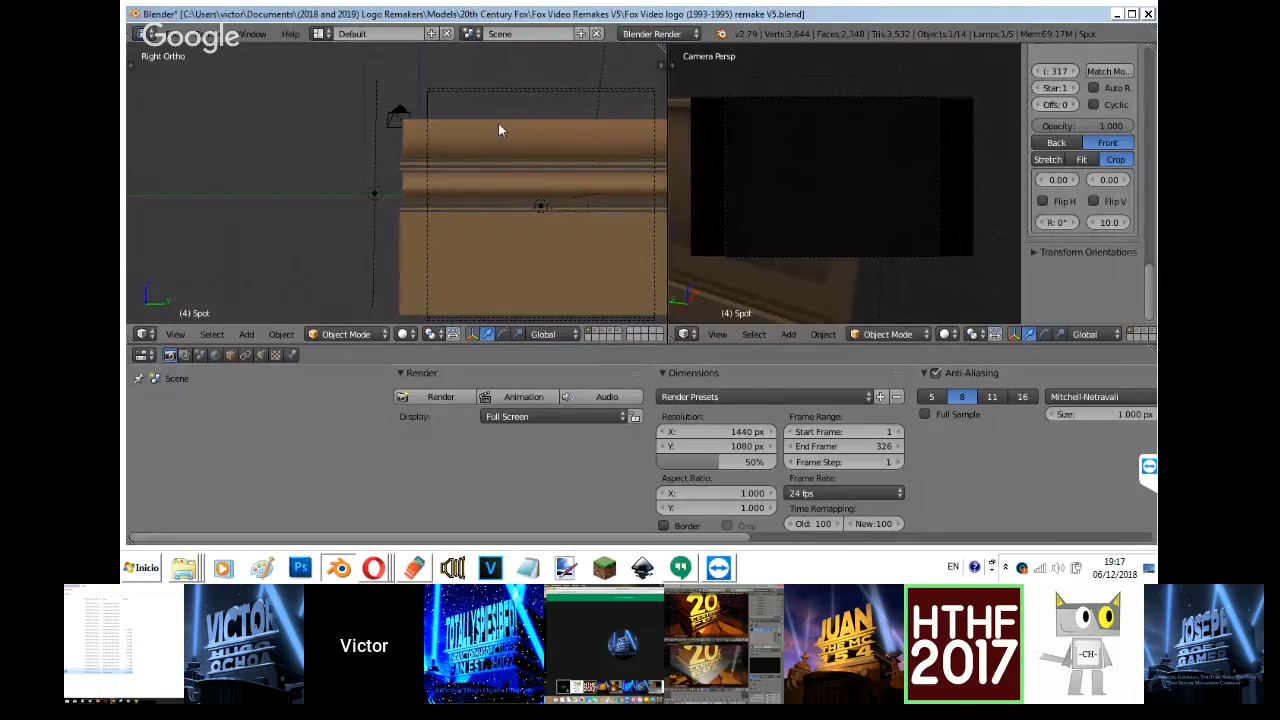 Blender* [C:\Users\victor\Documents\(2018 and 2019) Logo Remakers\Models\20th Century Fox\Fox Video Remakes V5\Fox Video logo (1993-1995) remake V5.blend]
Google
Window Help Default Scene Blender Render v2.79 | Verts:3,644 | Faces:2,348 | Tris:3,532 | Objects:1/14 | Lamps:1/5 | Mem:69.17M | Spot
Right Ortho
Camera Persp
(: 317 Match Mo...
Star: 1 Auto R
Offs: 0 Cyclic
Opacity: 1.000
Back Front
Stretch Fit Crop
0.00 0.00
Flip H Flip V
R: 0° 10.0
Transform Orientations
(4) Spot
(4) Spot
View Select Add Object Object Mode Global
View Select Add Object Object Mode Global
Scene
Render
Render Animation Audio
Display: Full Screen
Dimensions
Render Presets
Resolution: Frame Range:
X: 1440 px Start Frame: 1
Y: 1080 px End Frame: 326
50% Frame Step: 1
Aspect Ratio: Frame Rate:
X: 1.000 24 fps
Y: 1.000 Time Remapping:
Border Crop Old: 100 New:100
Anti-Aliasing
5 8 11 16 Mitchell-Netravali
Full Sample Size: 1.000 px
Inicio
EN
19:17
06/12/2018
Victor
HTF
2017
-CH-
JOSEPH